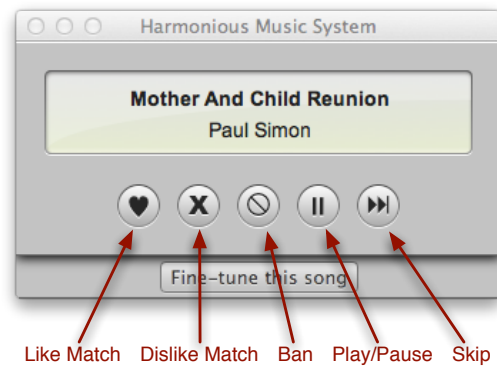 Harmonious Music System
Mother And Child Reunion
Paul Simon
X
Fine-tune this song
Like Match Dislike Match Ban Play/Pause Skip